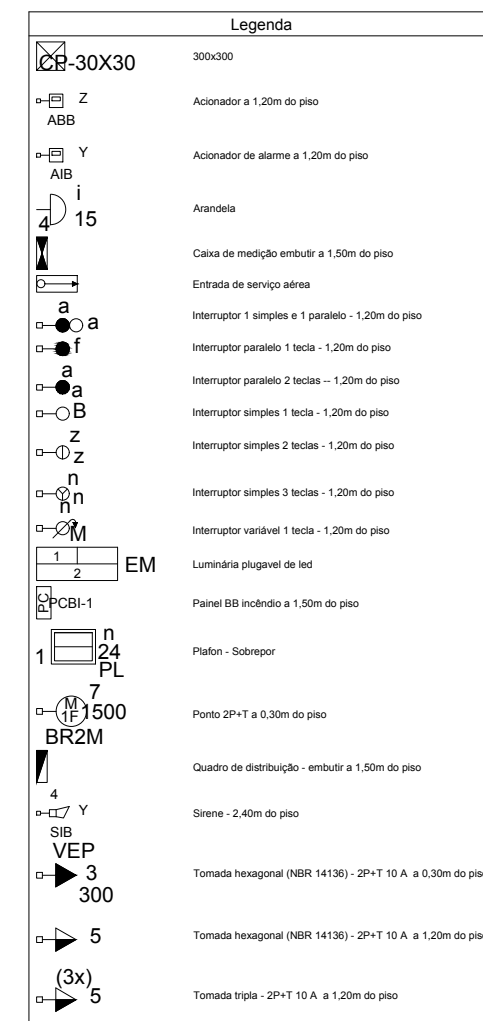 Legenda
CP-30X30 300x300
Z
Acionador a 1,20m do piso
ABB
Y
Acionador de alarme a 1,20m do piso
AIB
i
4 15 Arandela
Caixa de medição embutir a 1,50m do piso
Entrada de serviço aérea
a
a Interruptor 1 simples e 1 paralelo - 1,20m do piso
f Interruptor paralelo 1 tecla - 1,20m do piso
a
a Interruptor paralelo 2 teclas -- 1,20m do piso
B Interruptor simples 1 tecla - 1,20m do piso
z
z Interruptor simples 2 teclas - 1,20m do piso
n
n Interruptor simples 3 teclas - 1,20m do piso
n
M Interruptor variável 1 tecla - 1,20m do piso
1
2 EM Luminária plugavel de led
PC PCBI-1 Painel BB incêndio a 1,50m do piso
n
1 24 Plafon - Sobrepor
PL
7
M 1F 1500 Ponto 2P+T a 0,30m do piso
BR2M
Quadro de distribuição - embutir a 1,50m do piso
4
Y Sirene - 2,40m do piso
SIB
VEP
3 Tomada hexagonal (NBR 14136) - 2P+T 10 A a 0,30m do pis
300
5 Tomada hexagonal (NBR 14136) - 2P+T 10 A a 1,20m do pis
(3x)
5 Tomada tripla - 2P+T 10 A a 1,20m do piso